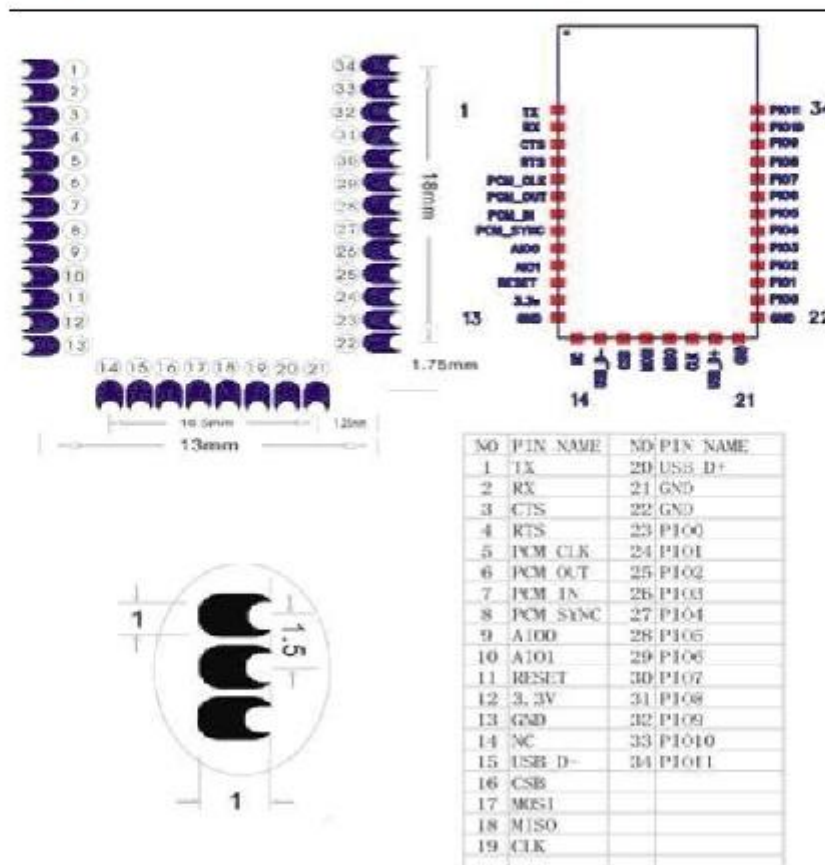 1
2
3
4
5
6
7
8
9
10
11
12
13
14 15 16 17 18 19 20 21
34
33
32
31
30
29
28
27
26
25
24
23
22
18mm
1.75mm
13mm
1 34
TX PIO11
RX PIO10
CTS PIO9
RTS PIO8
PCM_CLK PIO7
PCM_OUT PIO6
PCM_IN PIO5
PCM_SYNC PIO4
AIO0 PIO3
AIO1 PIO2
RESET PIO1
3.3v PIO0
13 GND GND 22
14 21
1
1.5
1
NO PIN NAME NO PIN NAME
1 TX 20 USB D+
2 RX 21 GND
3 CTS 22 GND
4 RTS 23 PIO0
5 PCM CLK 24 PIO1
6 PCM OUT 25 PIO2
7 PCM IN 26 PIO3
8 PCM SYNC 27 PIO4
9 AIO0 28 PIO5
10 AIO1 29 PIO6
11 RESET 30 PIO7
12 3.3V 31 PIO8
13 GND 32 PIO9
14 NC 33 PIO10
15 USB D- 34 PIO11
16 CSB
17 MOSI
18 MISO
19 CLK